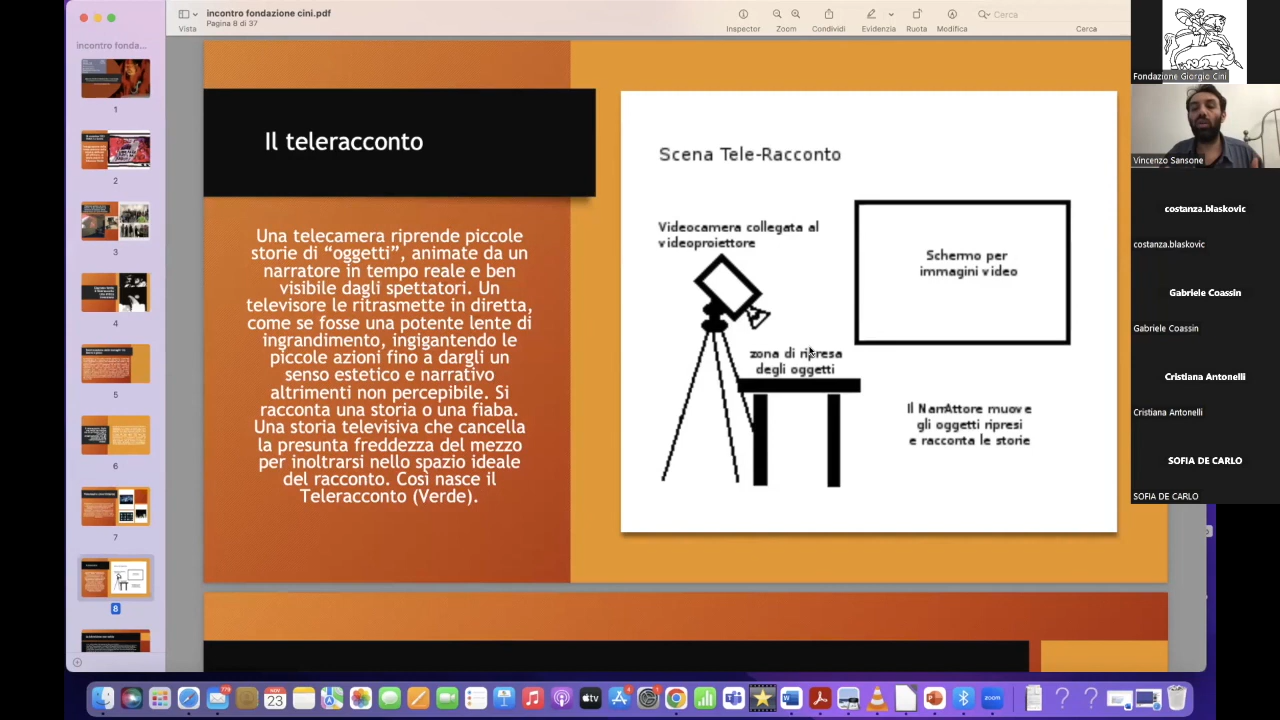 incontro fondazione cini.pdf
Pagina 8 di 37
Vista
Inspector
Zoom
Condividi
Evidenzia
Ruota
Modifica
Cerca
Cerca
incontro fonda...
1
2
3
4
5
6
7
8
Il teleracconto
Una telecamera riprende piccole
storie di “oggetti”, animate da un
narratore in tempo reale e ben
visibile dagli spettatori. Un
televisore le ritrasmette in diretta,
come se fosse una potente lente di
ingrandimento, ingigantendo le
piccole azioni fino a dargli un
senso estetico e narrativo
altrimenti non percepibile. Si
racconta una storia o una fiaba.
Una storia televisiva che cancella
la presunta freddezza del mezzo
per inoltrarsi nello spazio ideale
del racconto. Così nasce il
Teleracconto (Verde).
Scena Tele-Racconto
Videocamera collegata al
videoproiettore
Schermo per
immagini video
zona di ripresa
degli oggetti
Il NarrAttore muove
gli oggetti ripresi
e racconta le storie
Fondazione Giorgio Cini
Vincenzo Sansone
costanza.blaskovic
costanza.blaskovic
Gabriele Coassin
Gabriele Coassin
Cristiana Antonelli
Cristiana Antonelli
SOFIA DE CARLO
SOFIA DE CARLO
NOV
23
tv
zoom